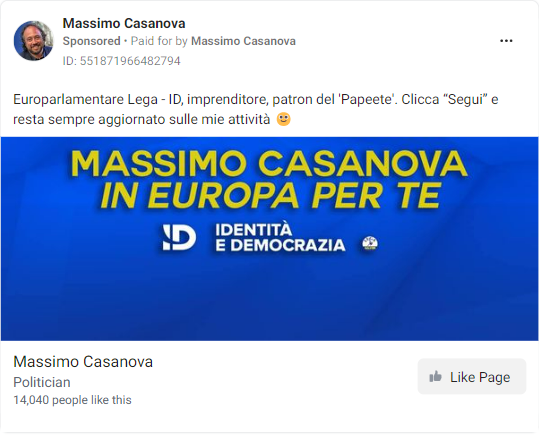 Massimo Casanova
Sponsored • Paid for by Massimo Casanova
ID: 551871966482794
Europarlamentare Lega - ID, imprenditore, patron del 'Papeete'. Clicca “Segui” e
resta sempre aggiornato sulle mie attività
MASSIMO CASANOVA
IN EUROPA PER TE
ID IDENTITÀ
E DEMOCRAZIA
Massimo Casanova
Politician
14,040 people like this
Like Page